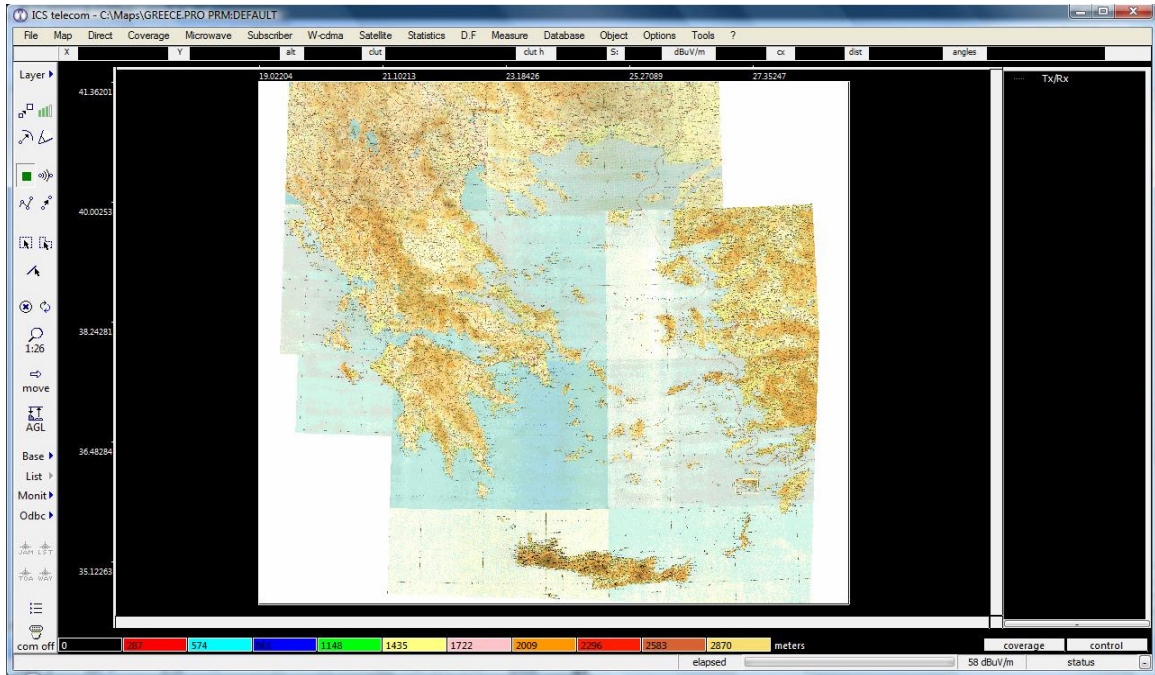 ICS telecom - C:\Maps\GREECE.PRO PRM:DEFAULT
File Map Direct Coverage Microwave Subscriber W-cdma Satellite Statistics D.F Measure Database Object Options Tools ?
X Y alt clut clut h S: dBuV/m cx dist angles
Layer
19.02204 21.10213 23.18426 25.27089 27.35247
Tx/Rx
41.36201
40.00253
38.24281
1:26
move
AGL
36.48284
Base
List
Monit
Odbc
JAM LST
35.12263
TOA WAY
com off 0 287 574 861 1148 1435 1722 2009 2296 2583 2870 meters coverage control
elapsed 58 dBuV/m status